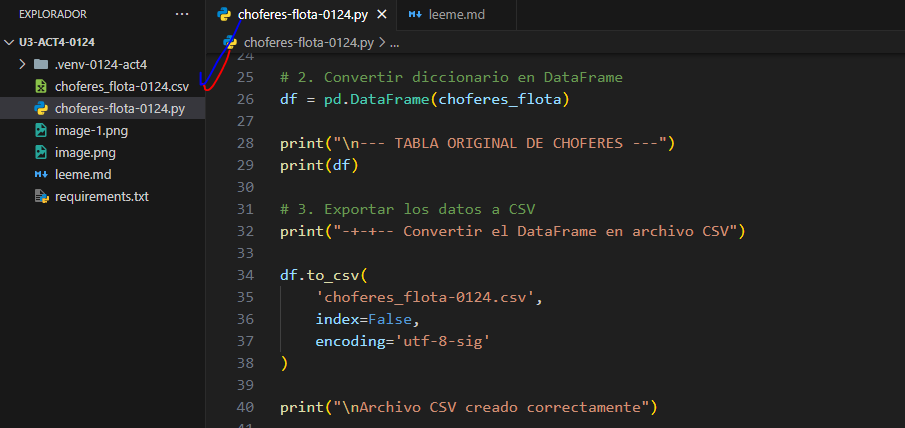 EXPLORADOR ...
U3-ACT4-0124
.venv-0124-act4
choferes_flota-0124.csv
choferes-flota-0124.py
image-1.png
image.png
leeme.md
requirements.txt
choferes-flota-0124.py
leeme.md
choferes-flota-0124.py > ...
24
25 # 2. Convertir diccionario en DataFrame
26 df = pd.DataFrame(choferes_flota)
27
28 print("\n--- TABLA ORIGINAL DE CHOFERES ---")
29 print(df)
30
31 # 3. Exportar los datos a CSV
32 print("-+-+-- Convertir el DataFrame en archivo CSV")
33
34 df.to_csv(
35 'choferes_flota-0124.csv',
36 index=False,
37 encoding='utf-8-sig'
38 )
39
40 print("\nArchivo CSV creado correctamente")
41